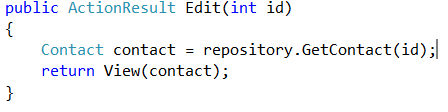 public ActionResult Edit(int id)
{
    Contact contact = repository.GetContact(id);
    return View(contact);
}